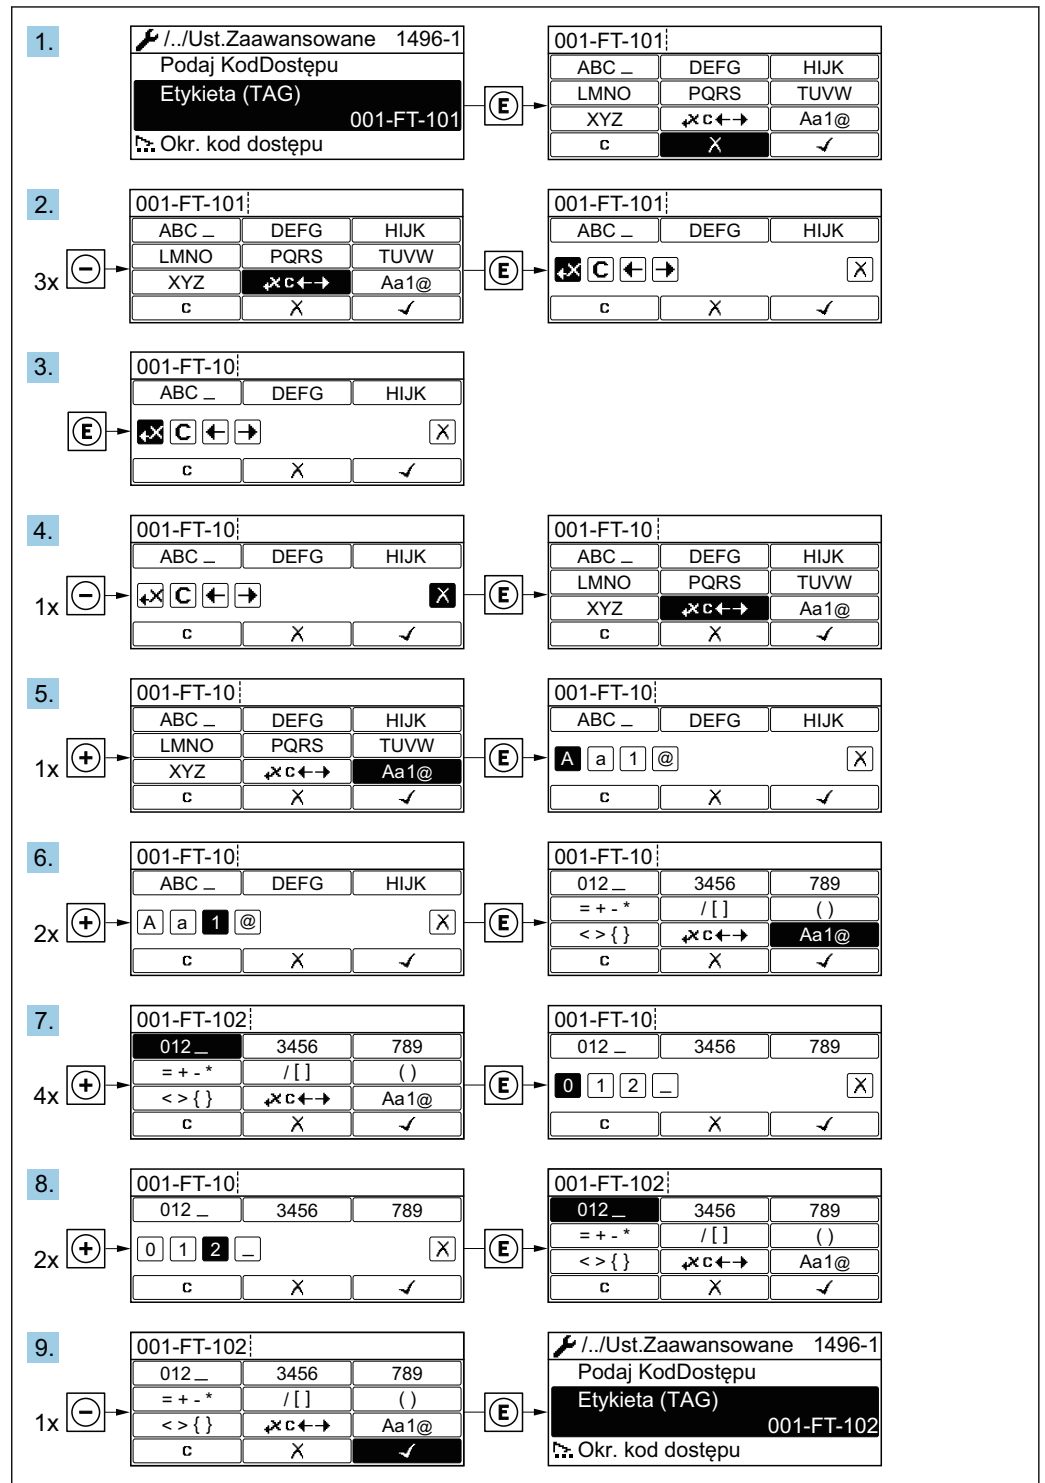 1.
/../Ust.Zaawansowane 1496-1
Podaj KodDostępu
Etykieta (TAG)
001-FT-101
Okr. kod dostępu
E
001-FT-101
ABC _ DEFG HIJK
LMNO PQRS TUVW
XYZ C Aa1@
C X ✓
2.
3x −
001-FT-101
ABC _ DEFG HIJK
LMNO PQRS TUVW
XYZ C Aa1@
C X ✓
E
001-FT-101
ABC _ DEFG HIJK
C ← → X
C X ✓
3.
E
001-FT-10
ABC _ DEFG HIJK
C ← → X
C X ✓
4.
1x −
001-FT-10
ABC _ DEFG HIJK
C ← → X
C X ✓
E
001-FT-10
ABC _ DEFG HIJK
LMNO PQRS TUVW
XYZ C Aa1@
C X ✓
5.
1x +
001-FT-10
ABC _ DEFG HIJK
LMNO PQRS TUVW
XYZ C Aa1@
C X ✓
E
001-FT-10
ABC _ DEFG HIJK
A a 1 @ X
C X ✓
6.
2x +
001-FT-10
ABC _ DEFG HIJK
A a 1 @ X
C X ✓
E
001-FT-10
012 _ 3456 789
= + - * / [ ] ( )
< > { } C Aa1@
C X ✓
7.
4x +
001-FT-102
012 _ 3456 789
= + - * / [ ] ( )
< > { } C Aa1@
C X ✓
E
001-FT-10
012 _ 3456 789
0 1 2 _ X
C X ✓
8.
2x +
001-FT-10
012 _ 3456 789
0 1 2 _ X
C X ✓
E
001-FT-102
012 _ 3456 789
= + - * / [ ] ( )
< > { } C Aa1@
C X ✓
9.
1x −
001-FT-102
012 _ 3456 789
= + - * / [ ] ( )
< > { } C Aa1@
C X ✓
E
/../Ust.Zaawansowane 1496-1
Podaj KodDostępu
Etykieta (TAG)
001-FT-102
Okr. kod dostępu